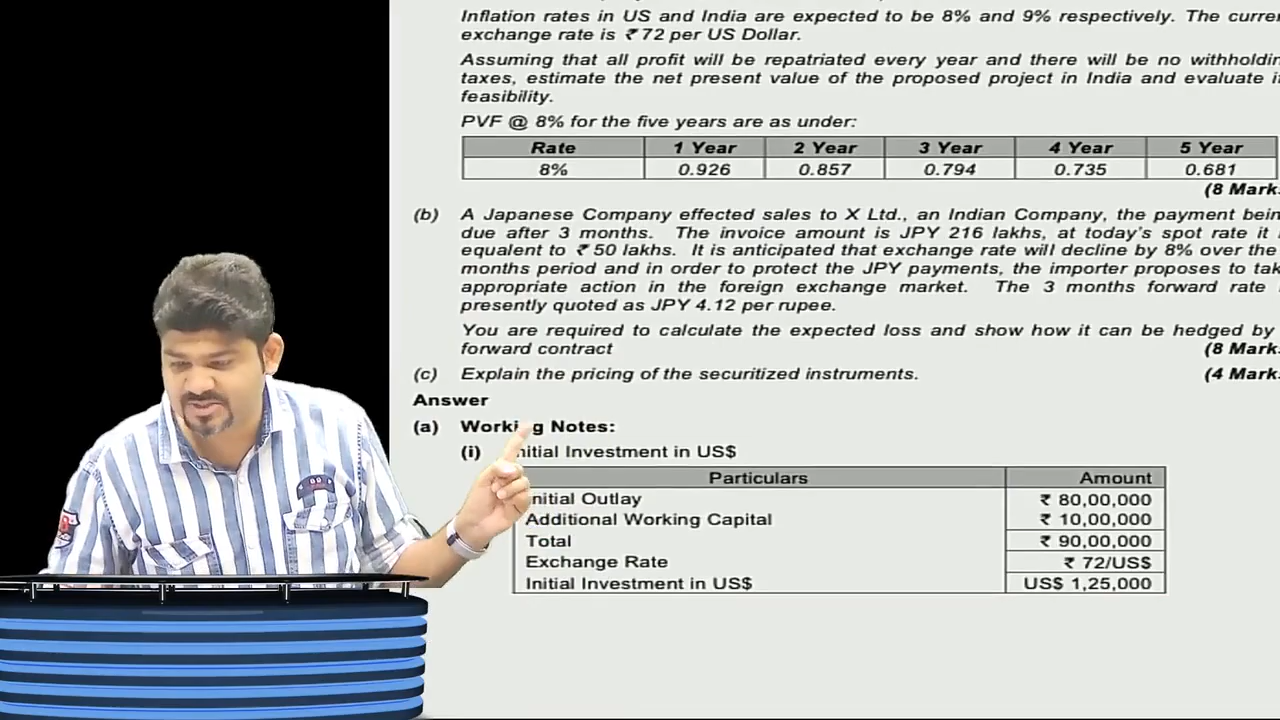 Inflation rates in US and India are expected to be 8% and 9% respectively. The
exchange rate is ₹ 72 per US Dollar.
Assuming that all profit will be repatriated every year and there will be no
taxes, estimate the net present value of the proposed project in India and evaluate
feasibility.
PVF @ 8% for the five years are as under:
Rate 1 Year 2 Year 3 Year 4 Year 5 Year
8% 0.926 0.857 0.794 0.735 0.681
(8
(b) A Japanese Company effected sales to X Ltd., an Indian Company, the payment
due after 3 months. The invoice amount is JPY 216 lakhs, at today's spot rate it
equalent to ₹ 50 lakhs. It is anticipated that exchange rate will decline by 8% over the
months period and in order to protect the JPY payments, the importer proposes to
appropriate action in the foreign exchange market. The 3 months forward rate
presently quoted as JPY 4.12 per rupee.
You are required to calculate the expected loss and show how it can be hedged by
forward contract (8
(c) Explain the pricing of the securitized instruments. (4
Answer
(a) Notes:
(i) Investment in US$
Particulars Amount
Outlay ₹ 80,00,000
Additional Working Capital ₹ 10,00,000
Total ₹ 90,00,000
Exchange Rate ₹ 72/US$
Initial Investment in US$ US$ 1,25,000